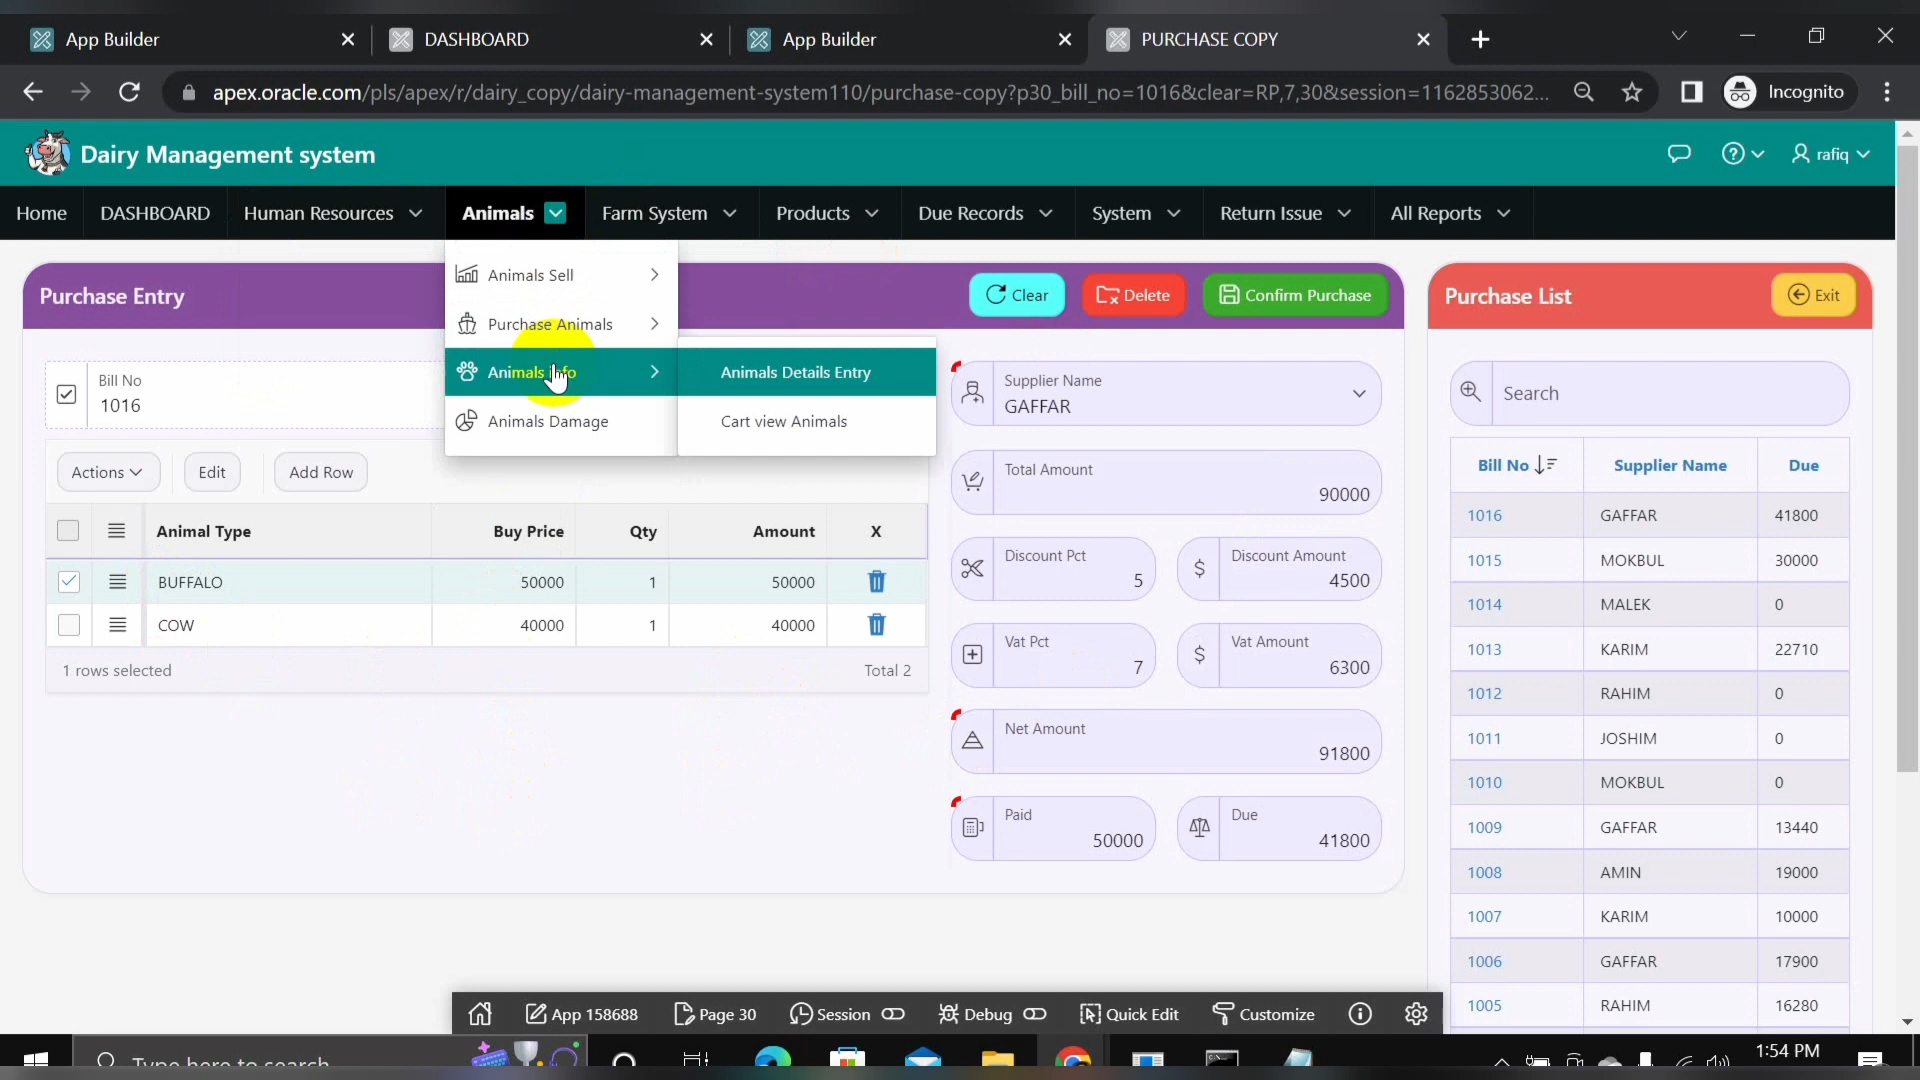 App Builder
DASHBOARD
App Builder
PURCHASE COPY
apex.oracle.com/pls/apex/r/dairy_copy/dairy-management-system110/purchase-copy?p30_bill_no=1016&clear=RP,7,30&session=1162853062...
Incognito
Dairy Management system
rafiq
Home
DASHBOARD
Human Resources
Animals
Farm System
Products
Due Records
System
Return Issue
All Reports
Animals Sell
Purchase Animals
Animals info
Animals Damage
Animals Details Entry
Cart view Animals
Purchase Entry
Clear
Delete
Confirm Purchase
Bill No
1016
Actions
Edit
Add Row
Animal Type Buy Price Qty Amount X
BUFFALO 50000 1 50000
COW 40000 1 40000
1 rows selected Total 2
Supplier Name
GAFFAR
Total Amount
90000
Discount Pct
5
Discount Amount
$ 4500
Vat Pct
7
Vat Amount
$ 6300
Net Amount
91800
Paid
50000
Due
41800
Purchase List
Exit
Search
Bill No Supplier Name Due
1016 GAFFAR 41800
1015 MOKBUL 30000
1014 MALEK 0
1013 KARIM 22710
1012 RAHIM 0
1011 JOSHIM 0
1010 MOKBUL 0
1009 GAFFAR 13440
1008 AMIN 19000
1007 KARIM 10000
1006 GAFFAR 17900
1005 RAHIM 16280
App 158688
Page 30
Session
Debug
Quick Edit
Customize
Type here to search
1:54 PM